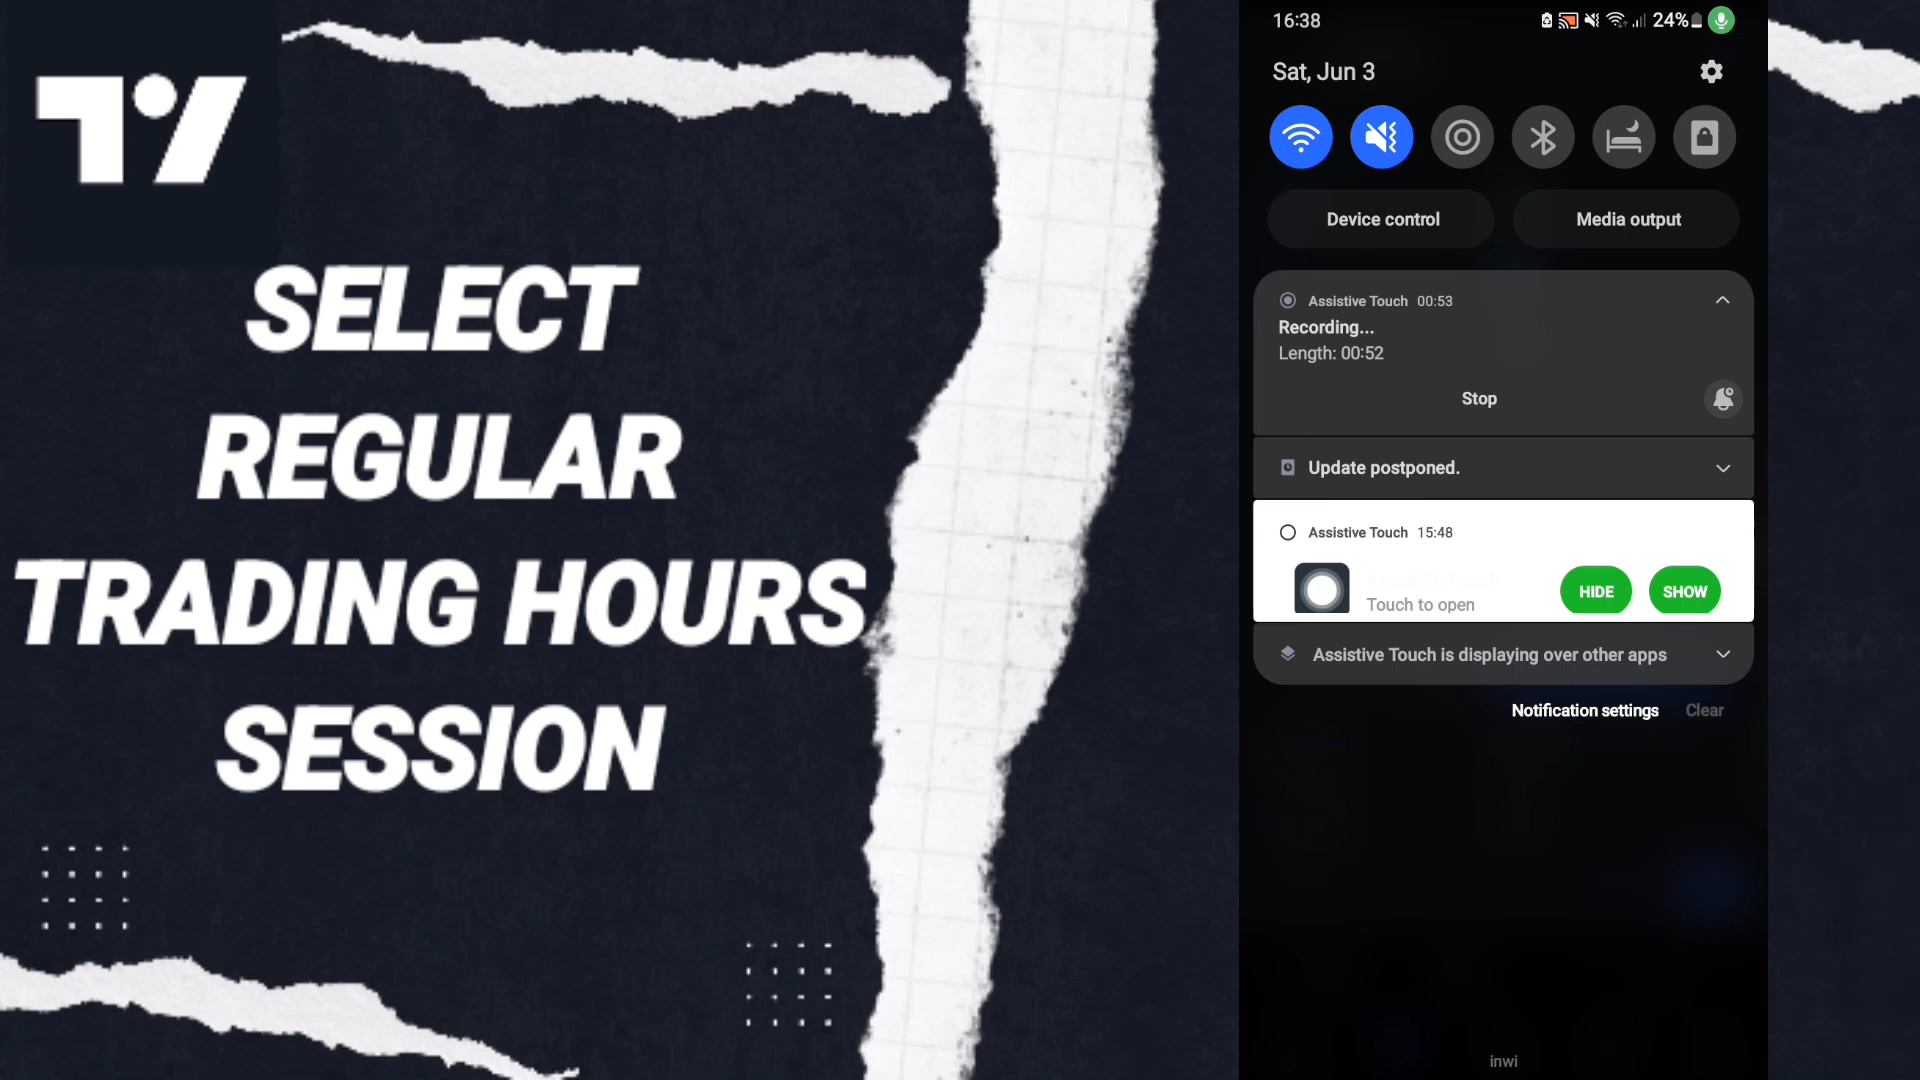 SELECT
REGULAR
TRADING HOURS
SESSION
16:38
24%
Sat, Jun 3
Device control
Media output
Assistive Touch 00:53
Recording...
Length: 00:52
Stop
Update postponed.
Assistive Touch 15:48
Assistive Touch
Touch to open
HIDE
SHOW
Assistive Touch is displaying over other apps
Notification settings
Clear
inwi